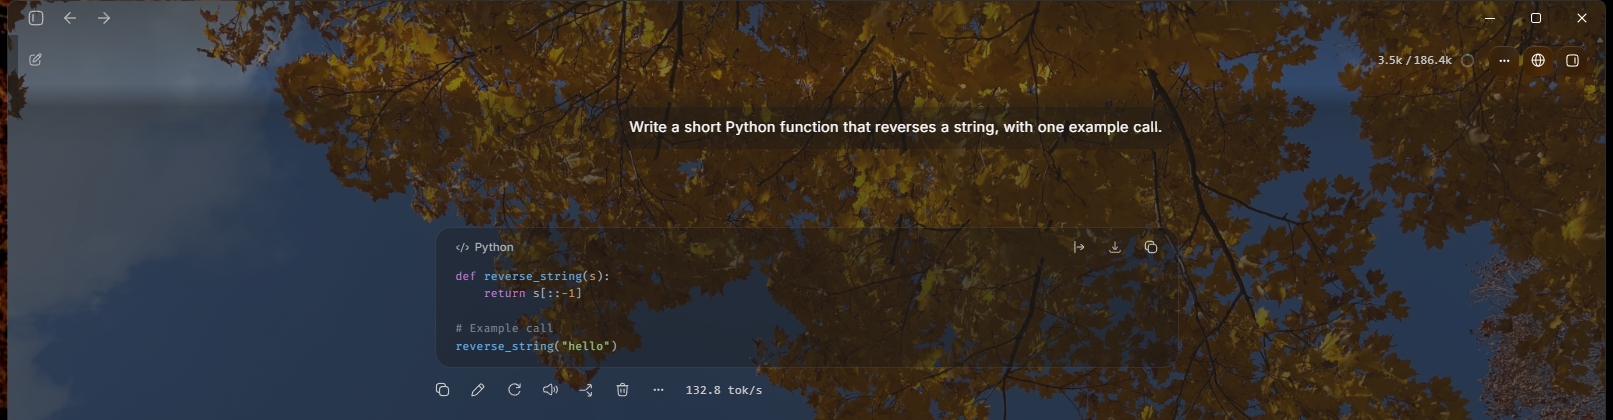 3.5k / 186.4k
Write a short Python function that reverses a string, with one example call.
</> Python
def reverse_string(s):
    return s[::-1]
# Example call
reverse_string("hello")
132.8 tok/s